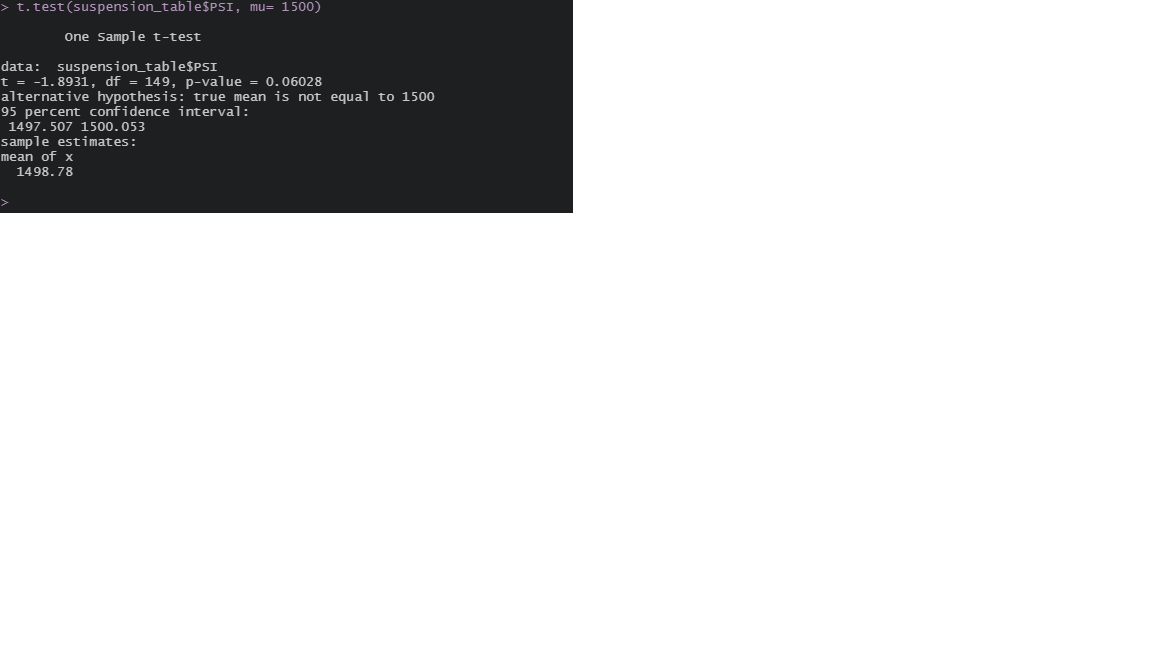 > t.test(suspension_table$PSI, mu= 1500)
One Sample t-test
data:  suspension_table$PSI
t = -1.8931, df = 149, p-value = 0.06028
alternative hypothesis: true mean is not equal to 1500
95 percent confidence interval:
1497.507 1500.053
sample estimates:
mean of x
1498.78
>